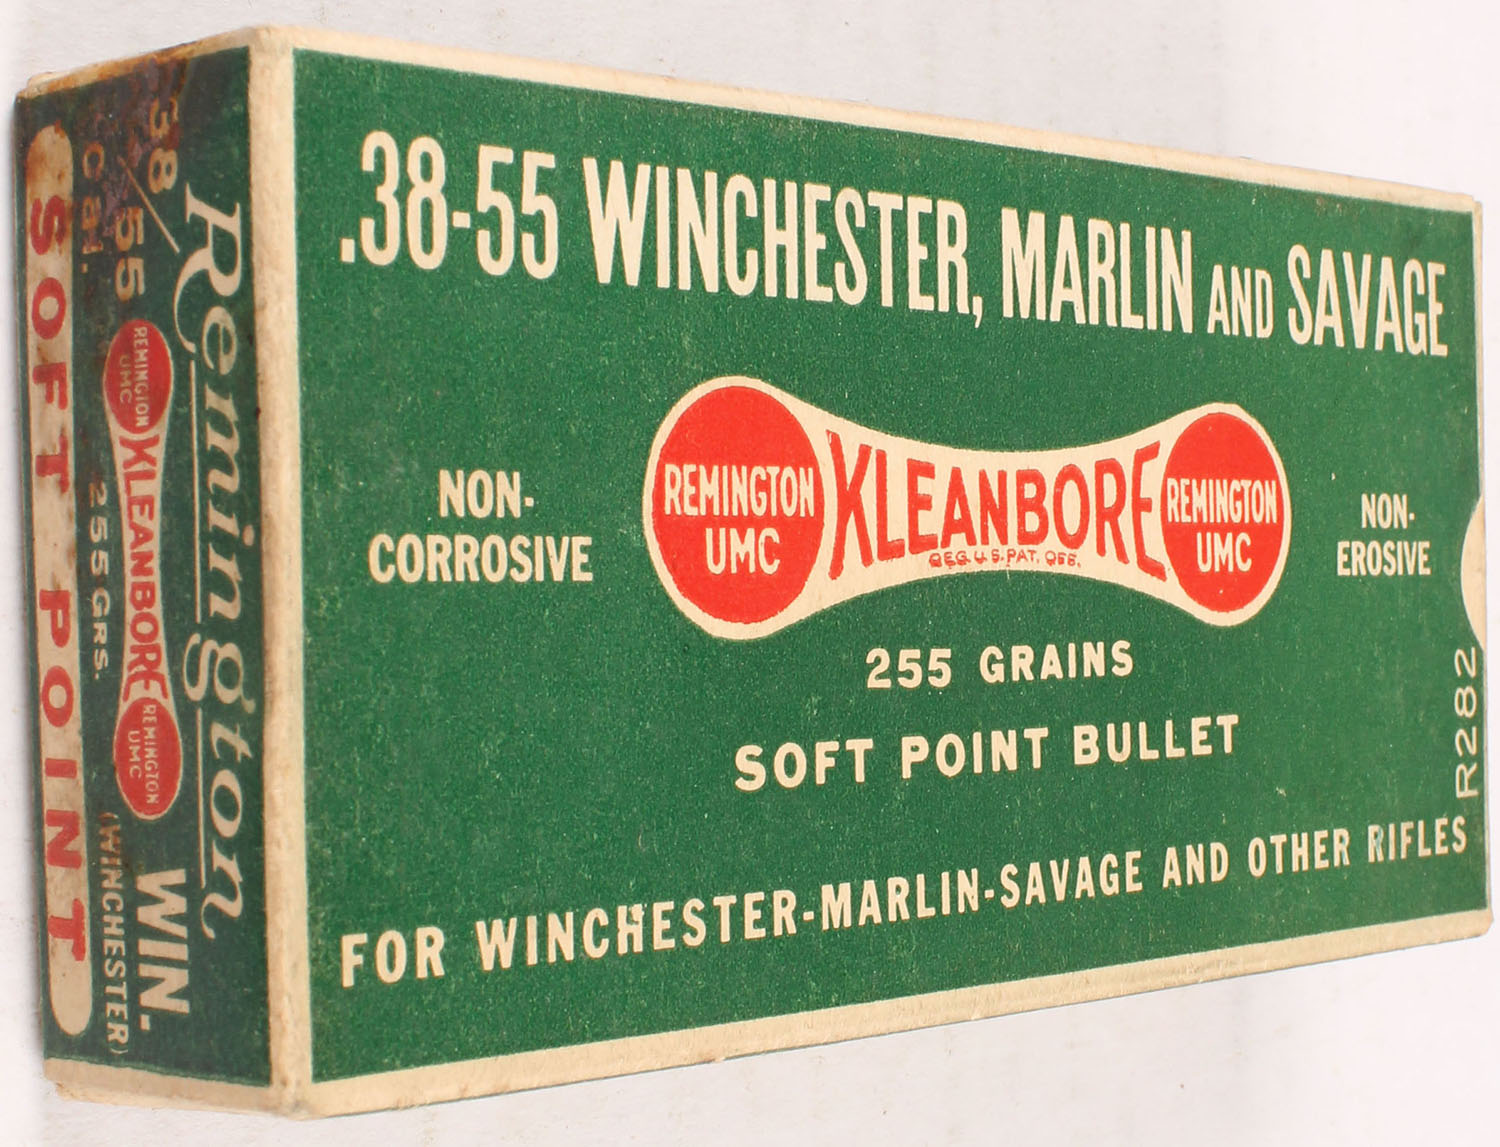 .38-55 WINCHESTER, MARLIN AND SAVAGE
NON-
CORROSIVE
REMINGTON
UMC
KLEANBORE
REG. U.S. PAT. OFF.
REMINGTON
UMC
NON-
EROSIVE
255 GRAINS
SOFT POINT BULLET
FOR WINCHESTER-MARLIN-SAVAGE AND OTHER RIFLES
R282
Remington
38/55
REMINGTON
UMC
KLEANBORE
REMINGTON
UMC
WIN.
Cal.
255 GRS.
(WINCHESTER)
SOFT POINT